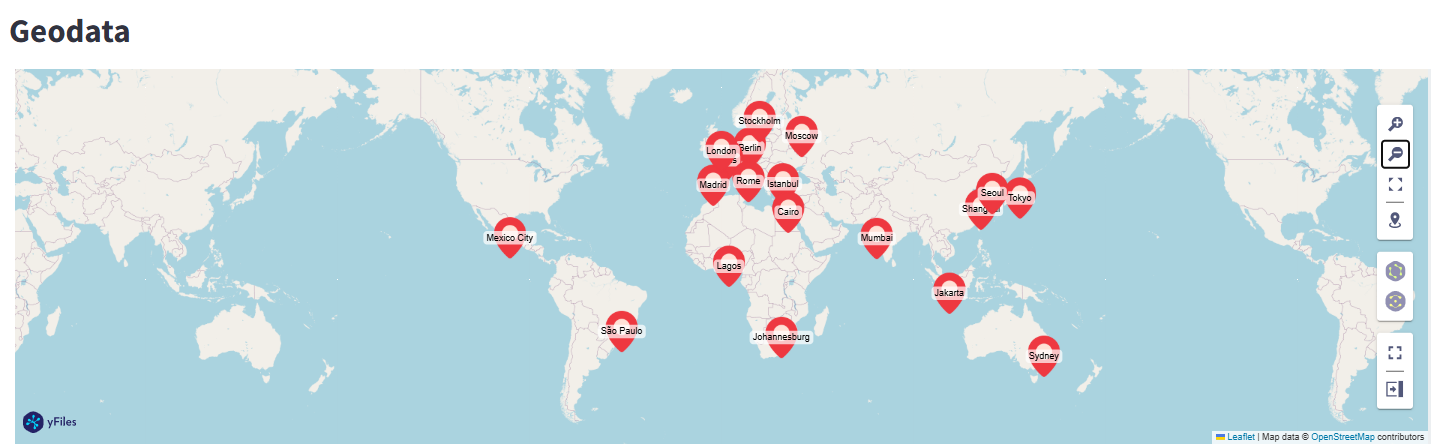 Geodata
Stockholm
Moscow
London
Berlin
Madrid
Rome
Istanbul
Seoul
Tokyo
Cairo
Mexico City
Mumbai
Lagos
Jakarta
São Paulo
Johannesburg
Sydney
yFiles
Leaflet | Map data © OpenStreetMap contributors